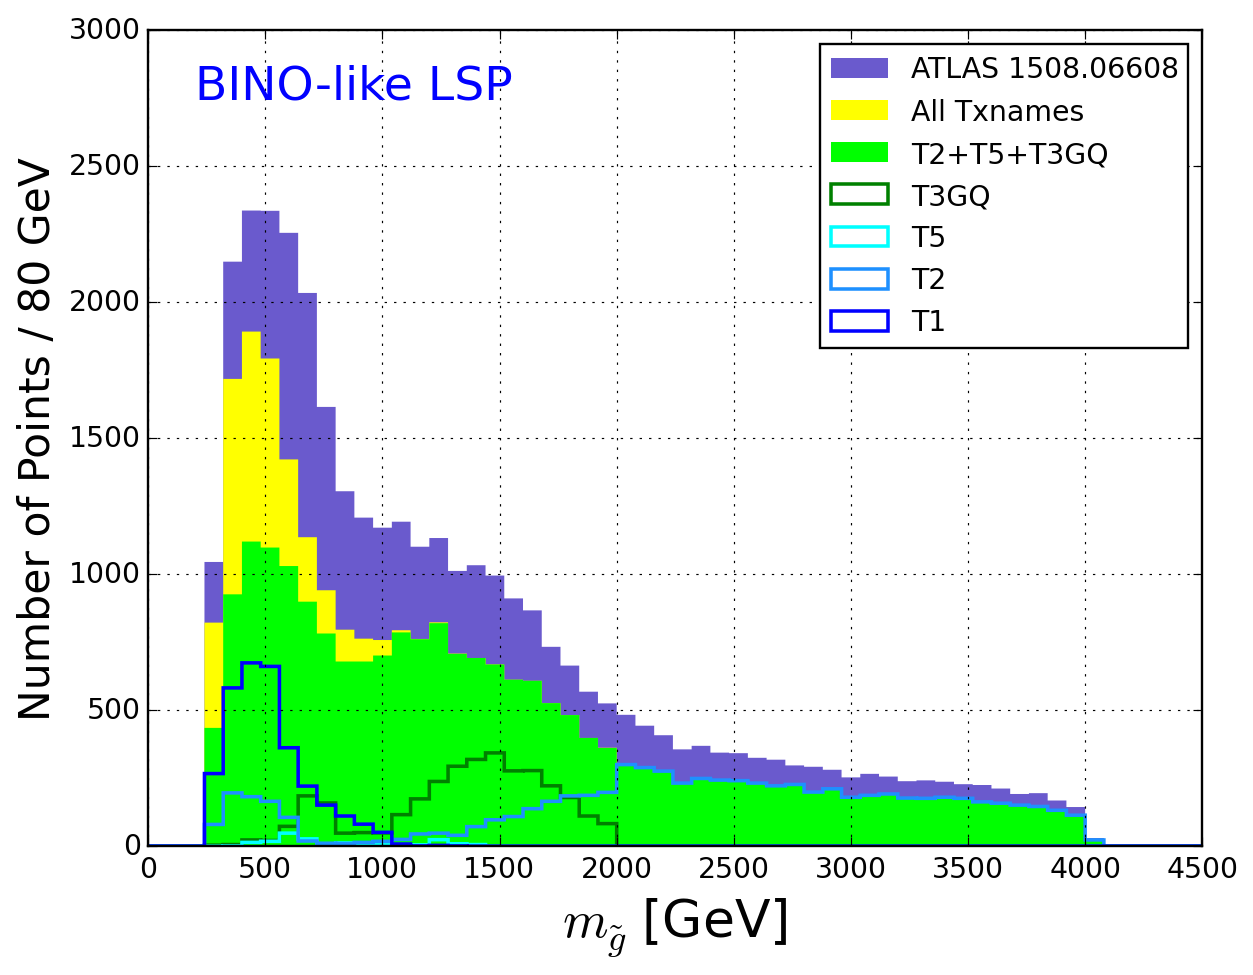 BINO-like LSP
ATLAS 1508.06608
All Txnames
T2+T5+T3GQ
T3GQ
T5
T2
T1
Number of Points / 80 GeV
3000
2500
2000
1500
1000
500
0
0 500 1000 1500 2000 2500 3000 3500 4000 4500
$m_{\tilde{g}}$ [GeV]